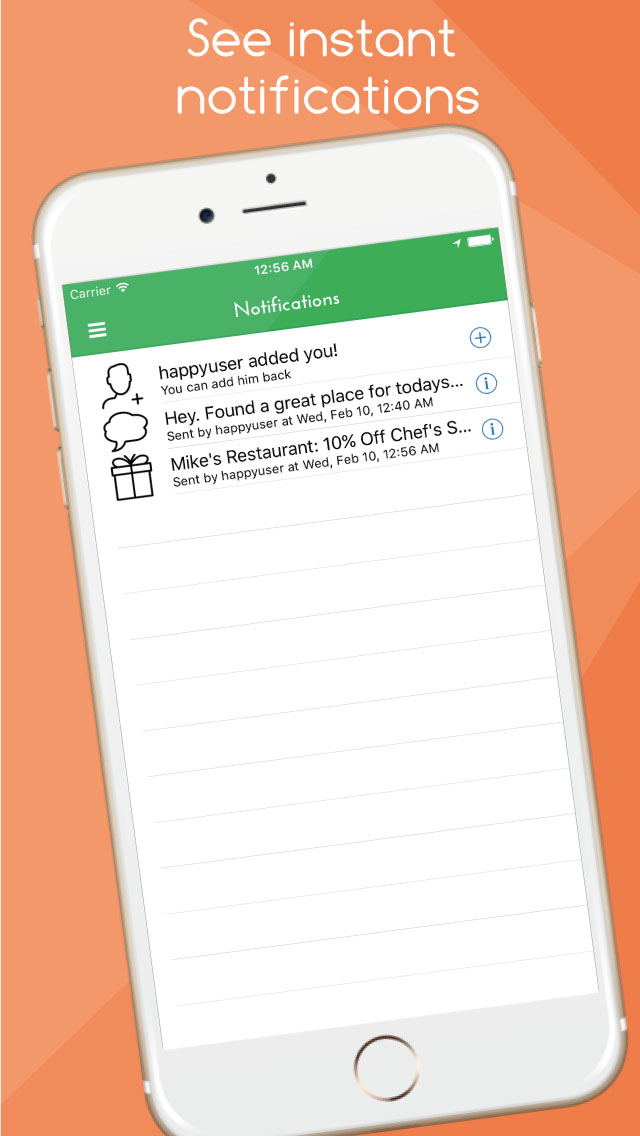 See instant
notifications
Carrier
12:56 AM
Notifications
happyuser added you!
You can add him back
Hey. Found a great place for todays...
Sent by happyuser at Wed, Feb 10, 12:40 AM
Mike's Restaurant: 10% Off Chef's S...
Sent by happyuser at Wed, Feb 10, 12:56 AM